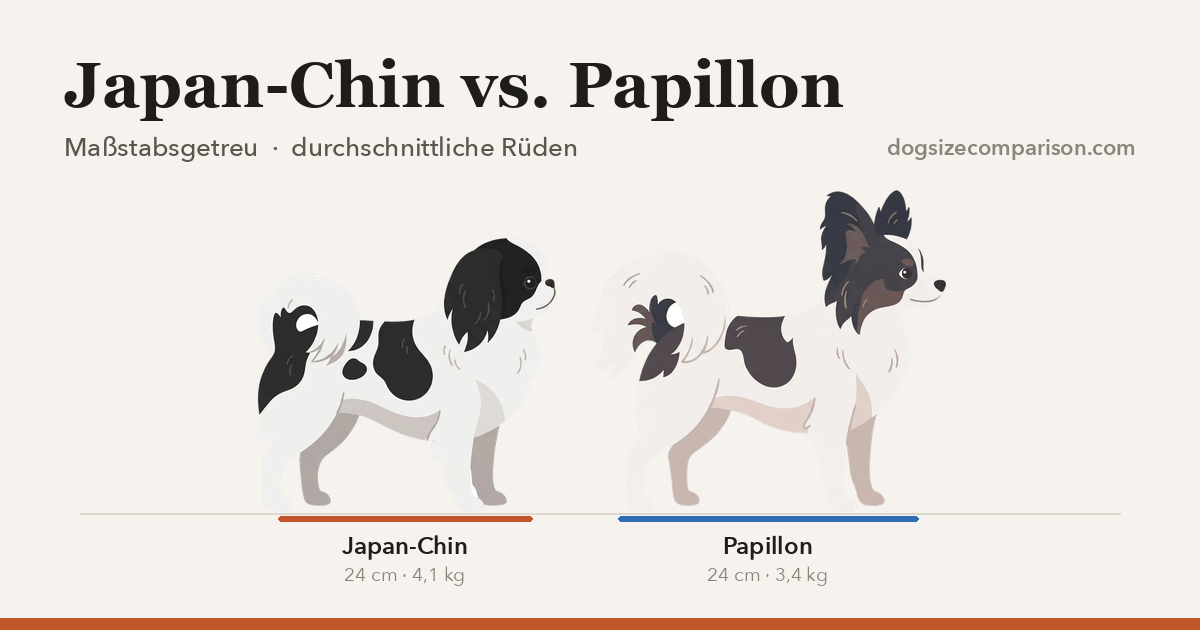 Japan-Chin vs. Papillon
Maßstabsgetreu · durchschnittliche Rüden
dogsizecomparison.com
Japan-Chin
24 cm · 4,1 kg
Papillon
24 cm · 3,4 kg